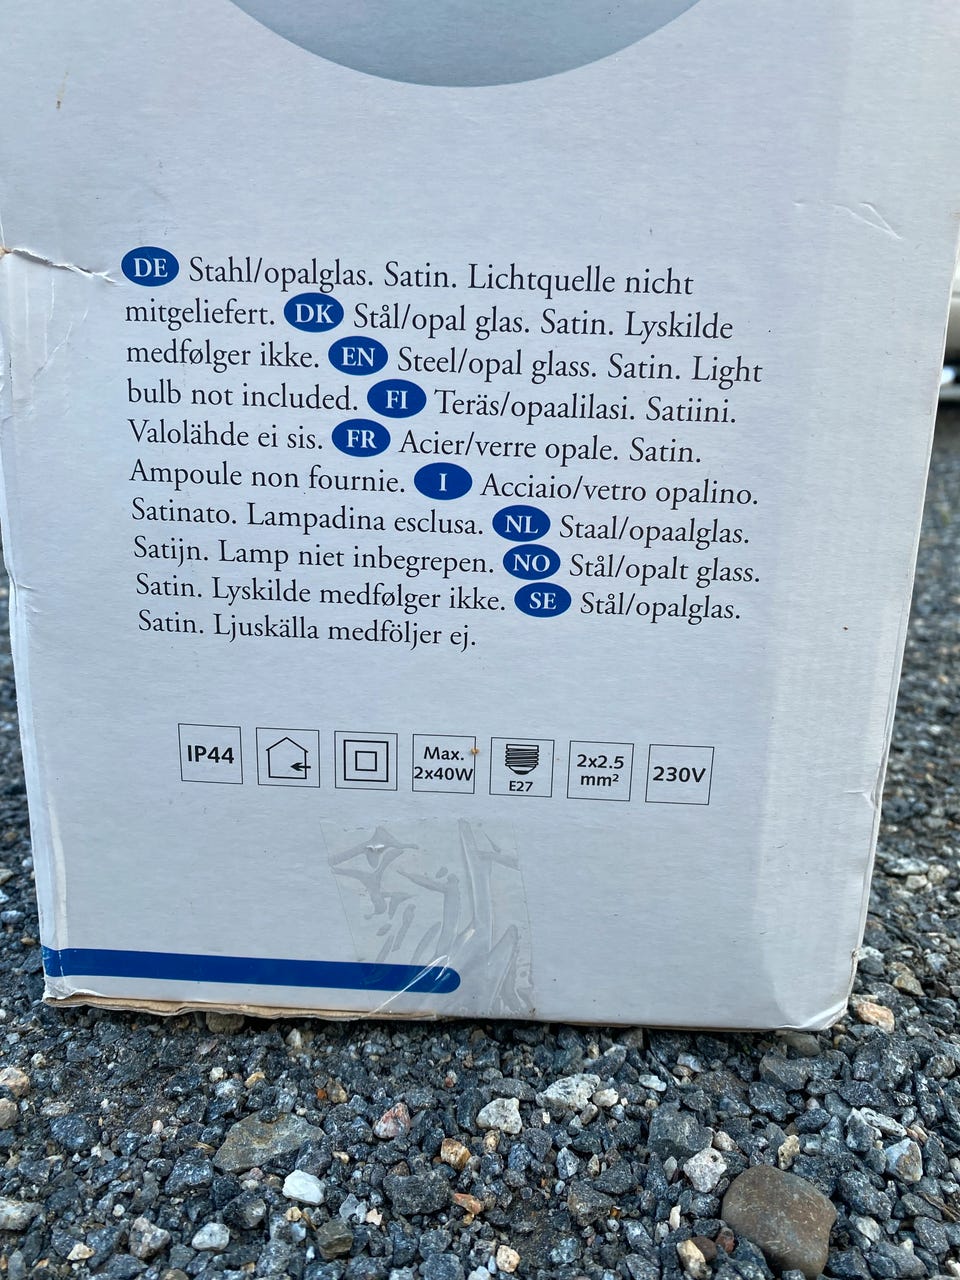 DE Stahl/opalglas. Satin. Lichtquelle nicht
mitgeliefert. DK Stål/opal glas. Satin. Lyskilde
medfølger ikke. EN Steel/opal glass. Satin. Light
bulb not included. FI Teräs/opaalilasi. Satiini.
Valolähde ei sis. FR Acier/verre opale. Satin.
Ampoule non fournie. I Acciaio/vetro opalino.
Satinato. Lampadina esclusa. NL Staal/opaalglas.
Satijn. Lamp niet inbegrepen. NO Stål/opalt glass.
Satin. Lyskilde medfølger ikke. SE Stål/opalglas.
Satin. Ljuskälla medföljer ej.
IP44
Max.
2x40W
E27
2x2.5
mm²
230V